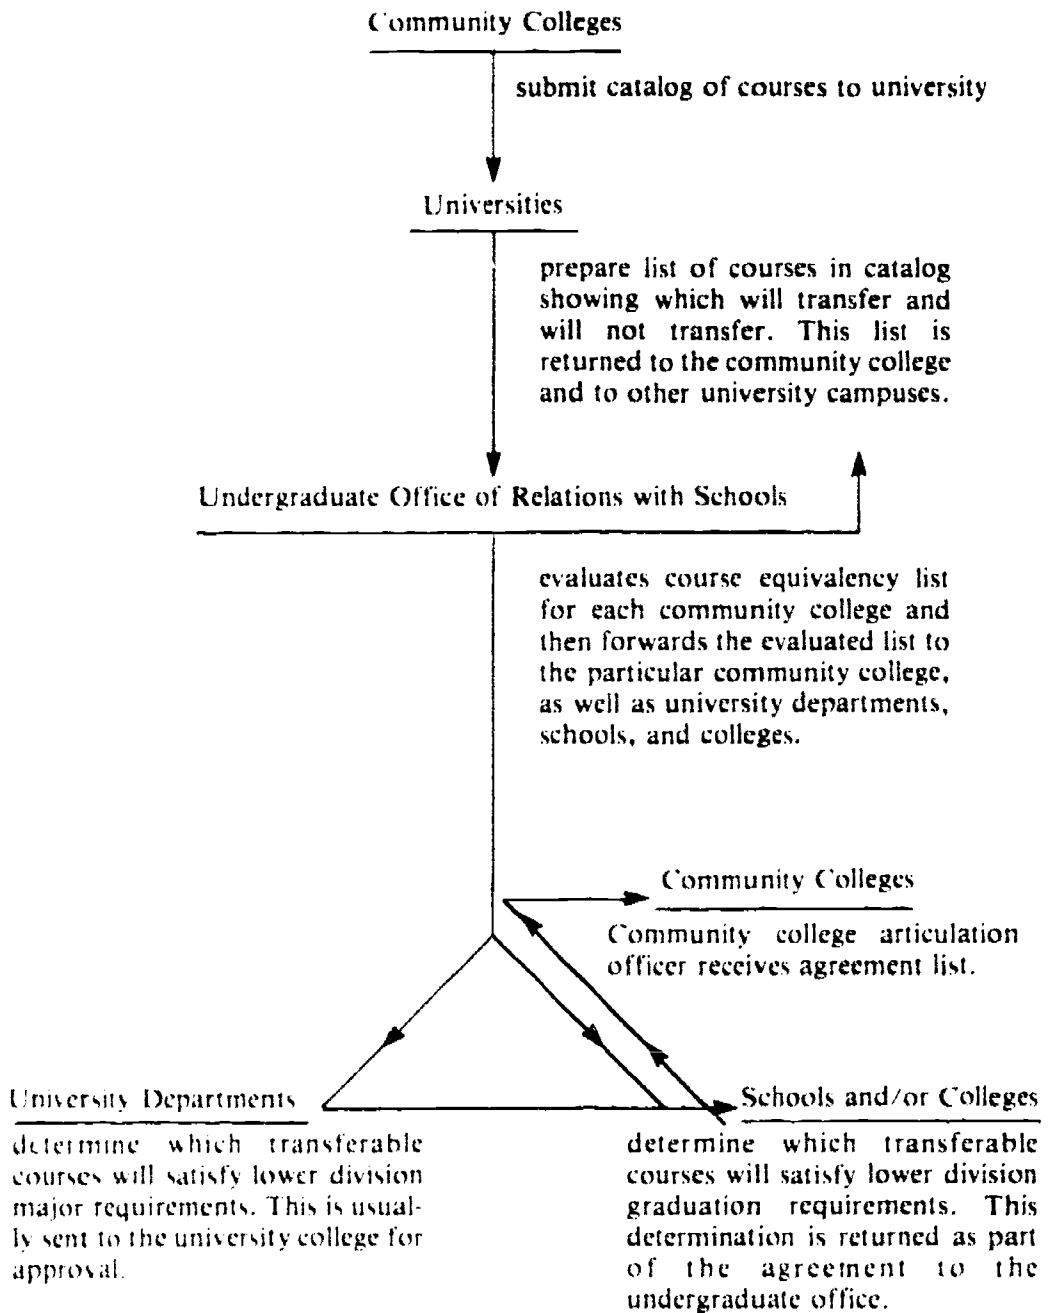 Community Colleges
submit catalog of courses to university
Universities
prepare list of courses in catalog
showing which will transfer and
will not transfer. This list is
returned to the community college
and to other university campuses.
Undergraduate Office of Relations with Schools
evaluates course equivalency list
for each community college and
then forwards the evaluated list to
the particular community college,
as well as university departments,
schools, and colleges.
Community Colleges
Community college articulation
officer receives agreement list.
University Departments
determine which transferable
courses will satisfy lower division
major requirements. This is usual-
ly sent to the university college for
approval.
Schools and/or Colleges
determine which transferable
courses will satisfy lower division
graduation requirements. This
determination is returned as part
of the agreement to the
undergraduate office.